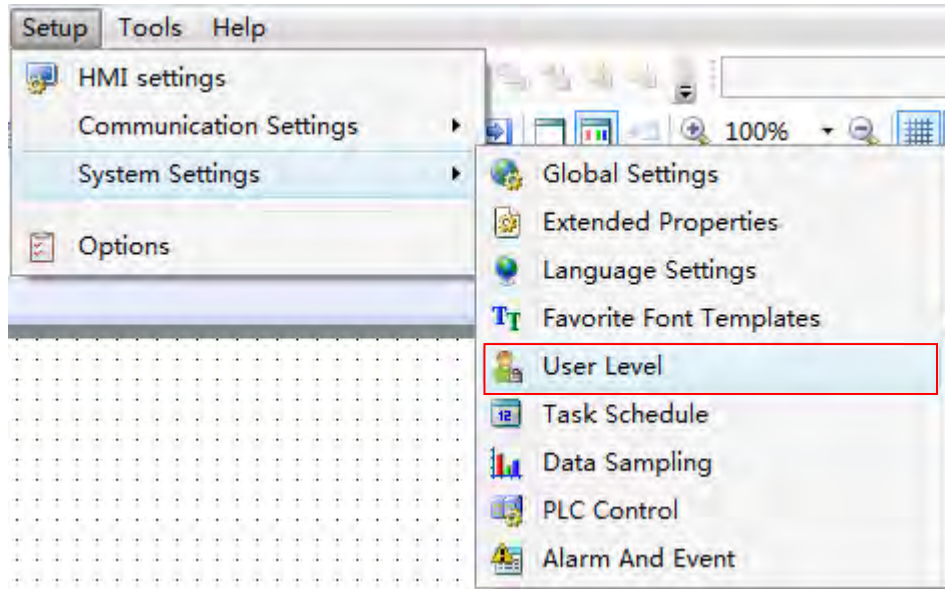 Setup Tools Help
HMI settings
Communication Settings
System Settings
Options
100%
Global Settings
Extended Properties
Language Settings
Favorite Font Templates
User Level
Task Schedule
Data Sampling
PLC Control
Alarm And Event